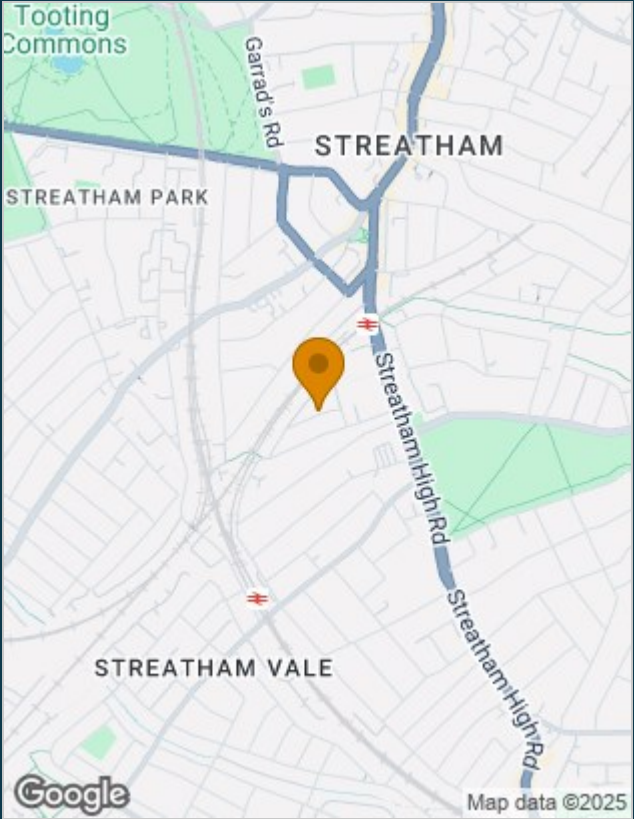 Tooting
Commons
Garrad's Rd
STREATHAM
STREATHAM PARK
Streatham High Rd
Streatham High Rd
STREATHAM VALE
Google
Map data ©2025